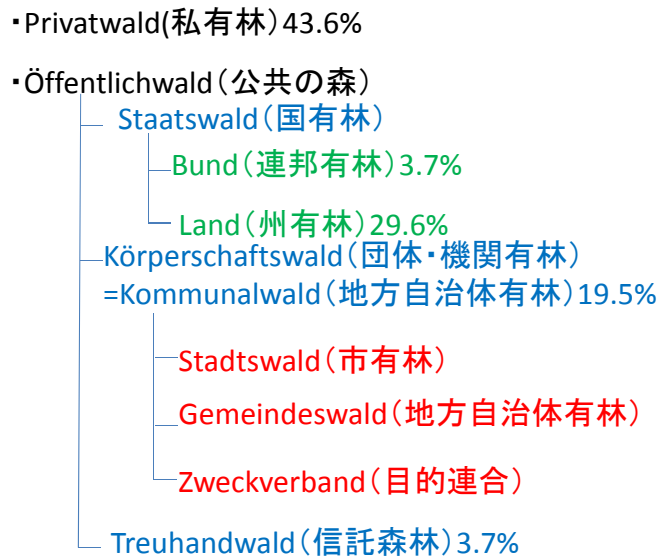 ・Privatwald(私有林）43.6%
・Öffentlichwald（公共の森）
Staatswald（国有林）
Bund（連邦有林）3.7%
Land（州有林）29.6%
Körperschaftswald（団体・機関有林）
=Kommunalwald（地方自治体有林）19.5%
Stadtswald（市有林）
Gemeindeswald（地方自治体有林）
Zweckverband（目的連合）
Treuhandwald（信託森林）3.7%